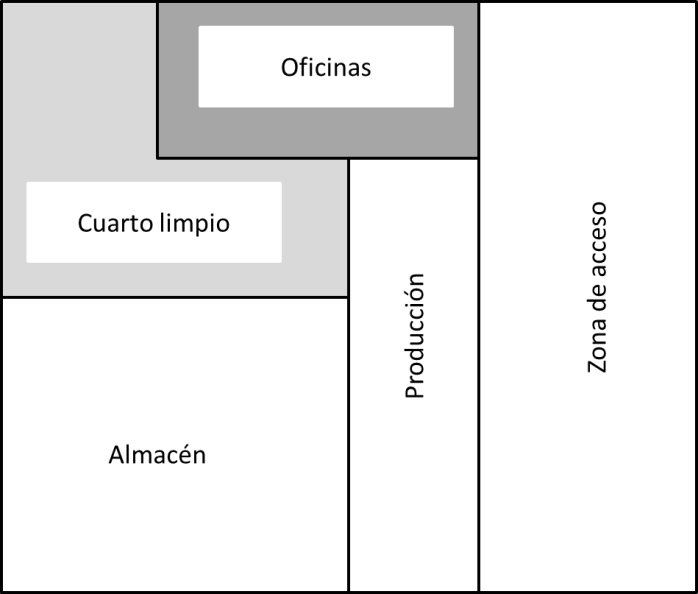 Oficinas
Cuarto limpio
Zona de acceso
Producción
Almacén